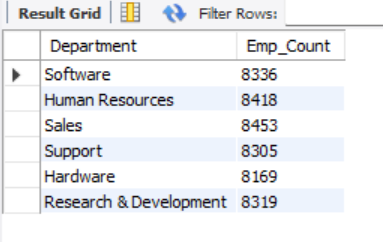 Result Grid Filter Rows:
Department Emp_Count
Software 8336
Human Resources 8418
Sales 8453
Support 8305
Hardware 8169
Research & Development 8319